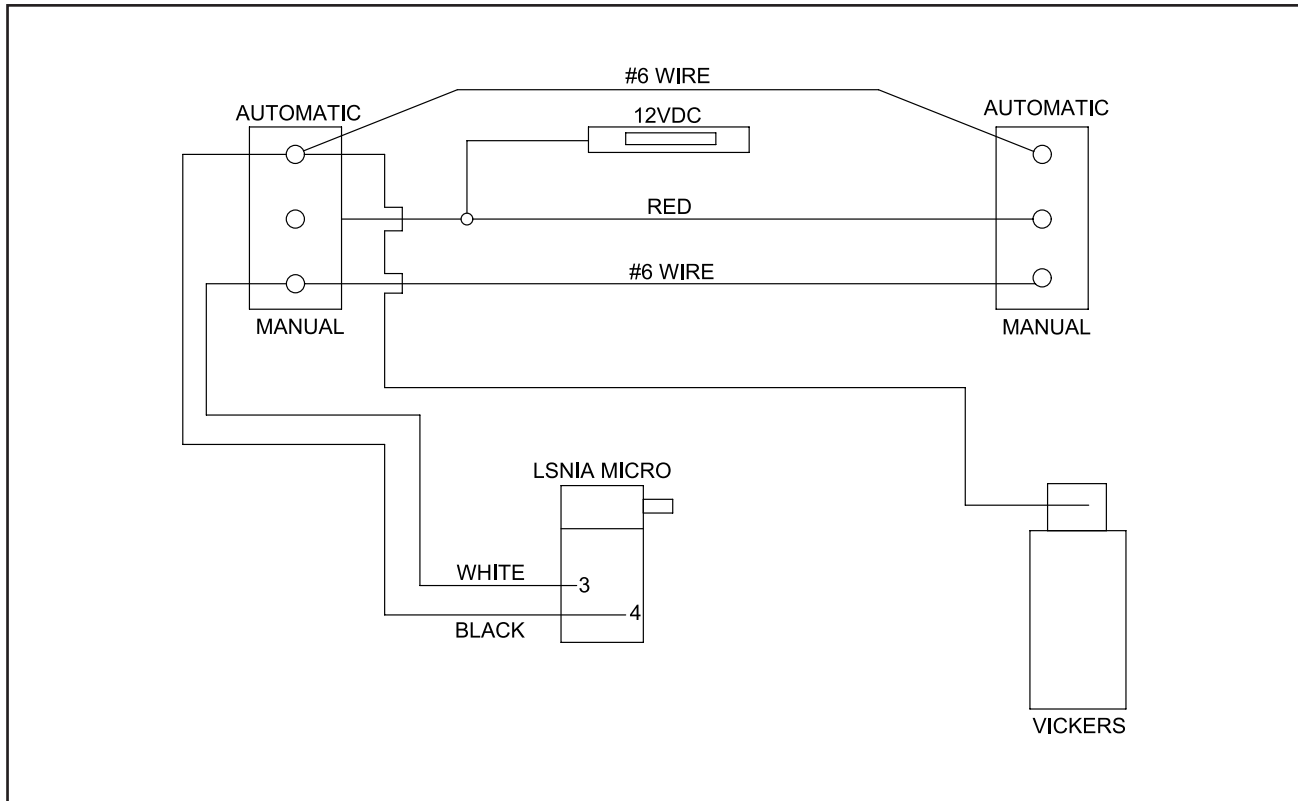 #6 WIRE
AUTOMATIC
12VDC
AUTOMATIC
RED
#6 WIRE
MANUAL
MANUAL
LSNIA MICRO
WHITE
3
4
BLACK
VICKERS